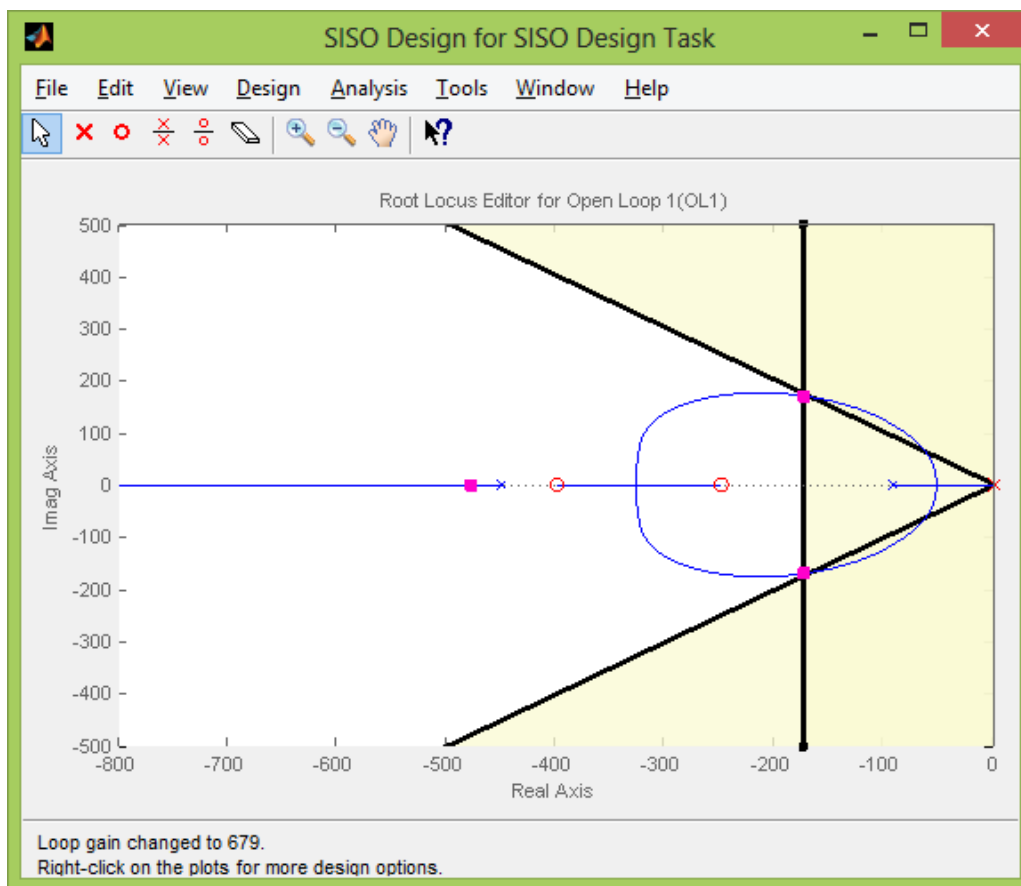 SISO Design for SISO Design Task
File Edit View Design Analysis Tools Window Help
Root Locus Editor for Open Loop 1(OL1)
500
400
300
200
100
0
-100
-200
-300
-400
-500
Imag Axis
-800 -700 -600 -500 -400 -300 -200 -100 0
Real Axis
Loop gain changed to 679.
Right-click on the plots for more design options.